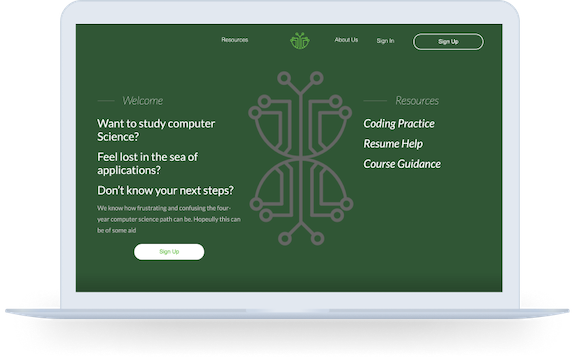 Resources
About Us
Sign In
Sign Up
Welcome
Want to study computer
Science?
Feel lost in the sea of
applications?
Don't know your next steps?
We know how frustrating and confusing the four-
year computer science path can be. Hopeully this can
be of some aid
Sign Up
Resources
Coding Practice
Resume Help
Course Guidance